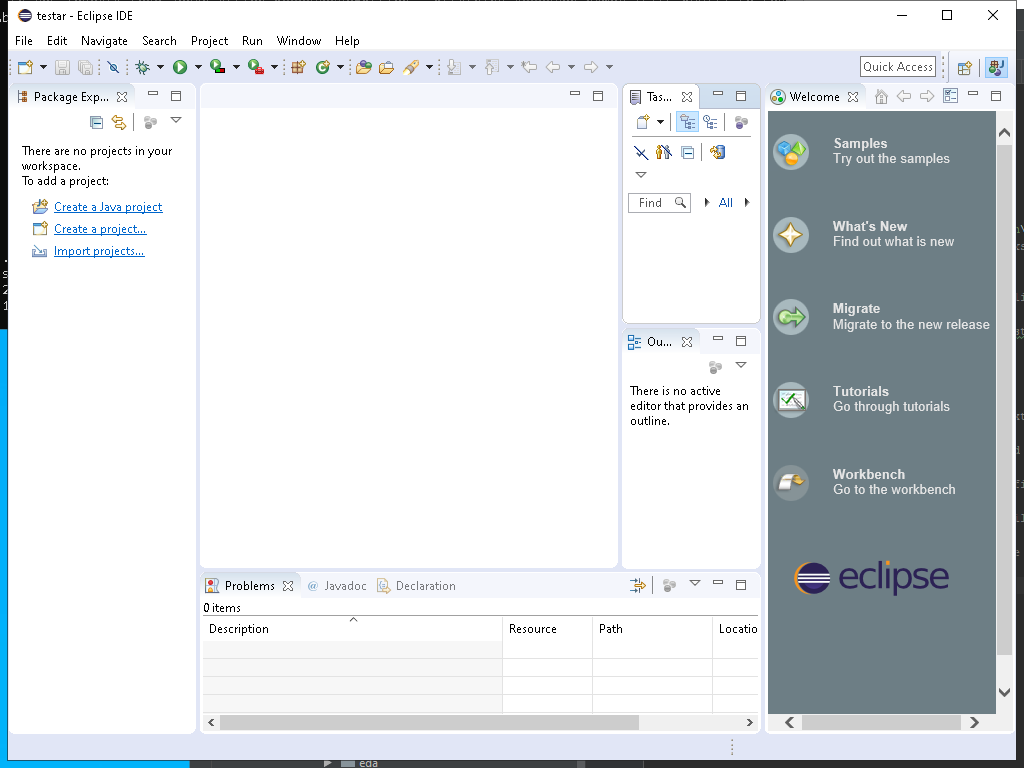 testar - Eclipse IDE
File Edit Navigate Search Project Run Window Help
Quick Access
Package Exp...
There are no projects in your
workspace.
To add a project:
Create a Java project
Create a project...
Import projects...
Tas...
Find
All
Ou...
There is no active
editor that provides an
outline.
Welcome
Samples
Try out the samples
What's New
Find out what is new
Migrate
Migrate to the new release
Tutorials
Go through tutorials
Workbench
Go to the workbench
eclipse
Problems @ Javadoc Declaration
0 items
Description Resource Path Locatio
eda